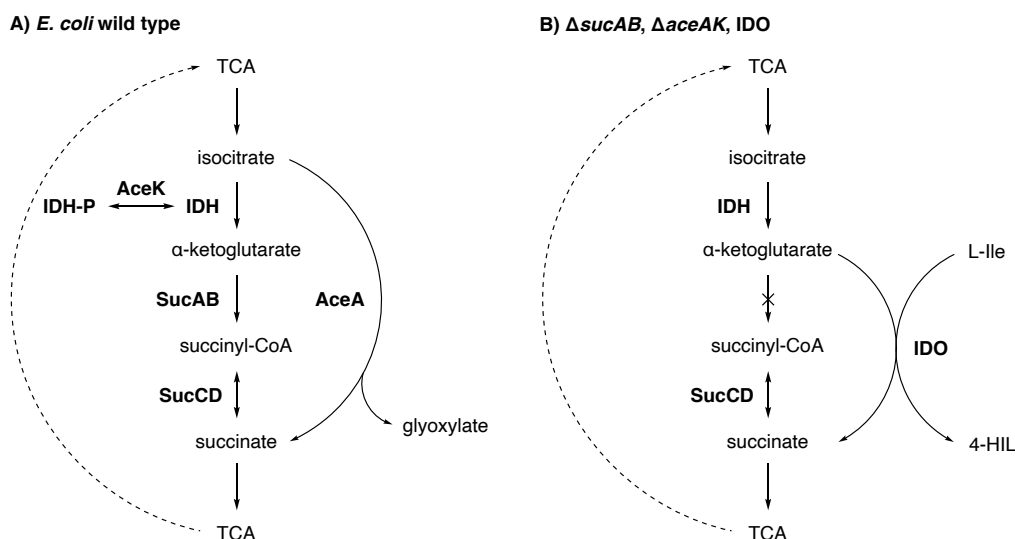 A) E. coli wild type
TCA
isocitrate
AceK
IDH-P
IDH
α-ketoglutarate
SucAB
AceA
succinyl-CoA
SucCD
glyoxylate
succinate
TCA
B) ΔsucAB, ΔaceAK, IDO
TCA
isocitrate
IDH
α-ketoglutarate
L-Ile
succinyl-CoA
IDO
SucCD
succinate
4-HIL
TCA